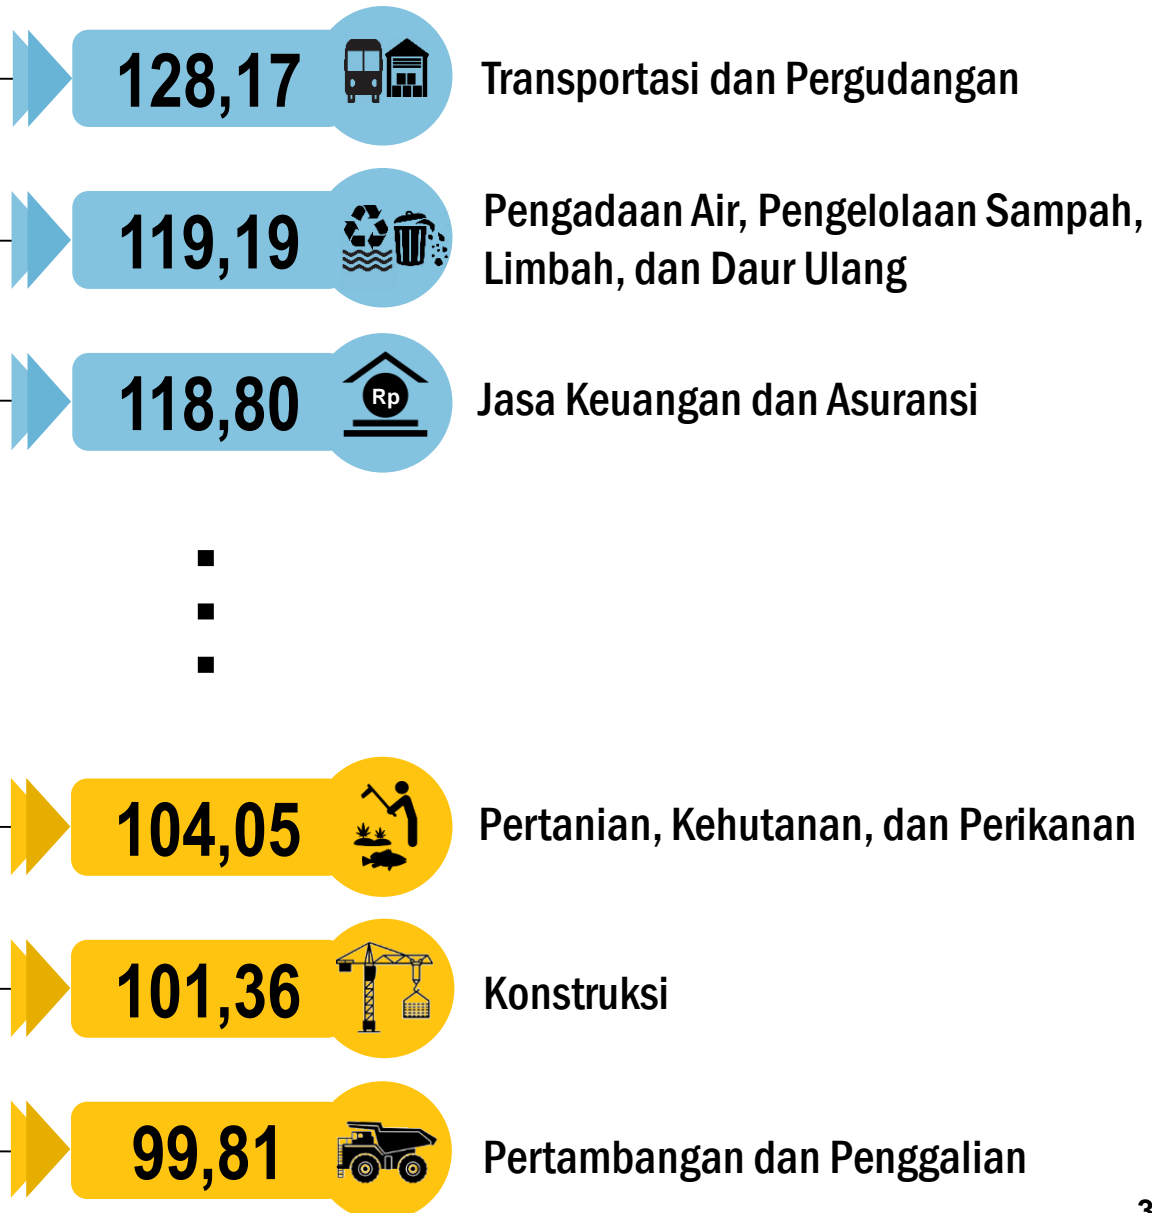 128,17
Transportasi dan Pergudangan
119,19
Pengadaan Air, Pengelolaan Sampah,
Limbah, dan Daur Ulang
118,80
Rp
Jasa Keuangan dan Asuransi
104,05
Pertanian, Kehutanan, dan Perikanan
101,36
Konstruksi
99,81
Pertambangan dan Penggalian
3